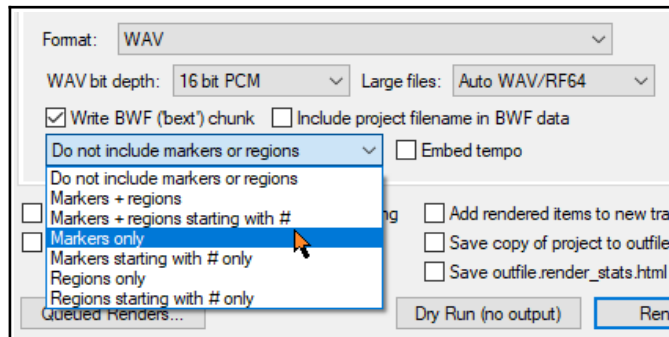 Format: WAV
WAV bit depth: 16 bit PCM Large files: Auto WAV/RF64
Write BWF ('bext') chunk Include project filename in BWF data
Do not include markers or regions Embed tempo
Do not include markers or regions
Markers + regions
Markers + regions starting with # Add rendered items to new
Markers only Save copy of project to outfile
Markers starting with # only Save outfile.render_stats.html
Regions only
Regions starting with # only
Queued Renders... Dry Run (no output)